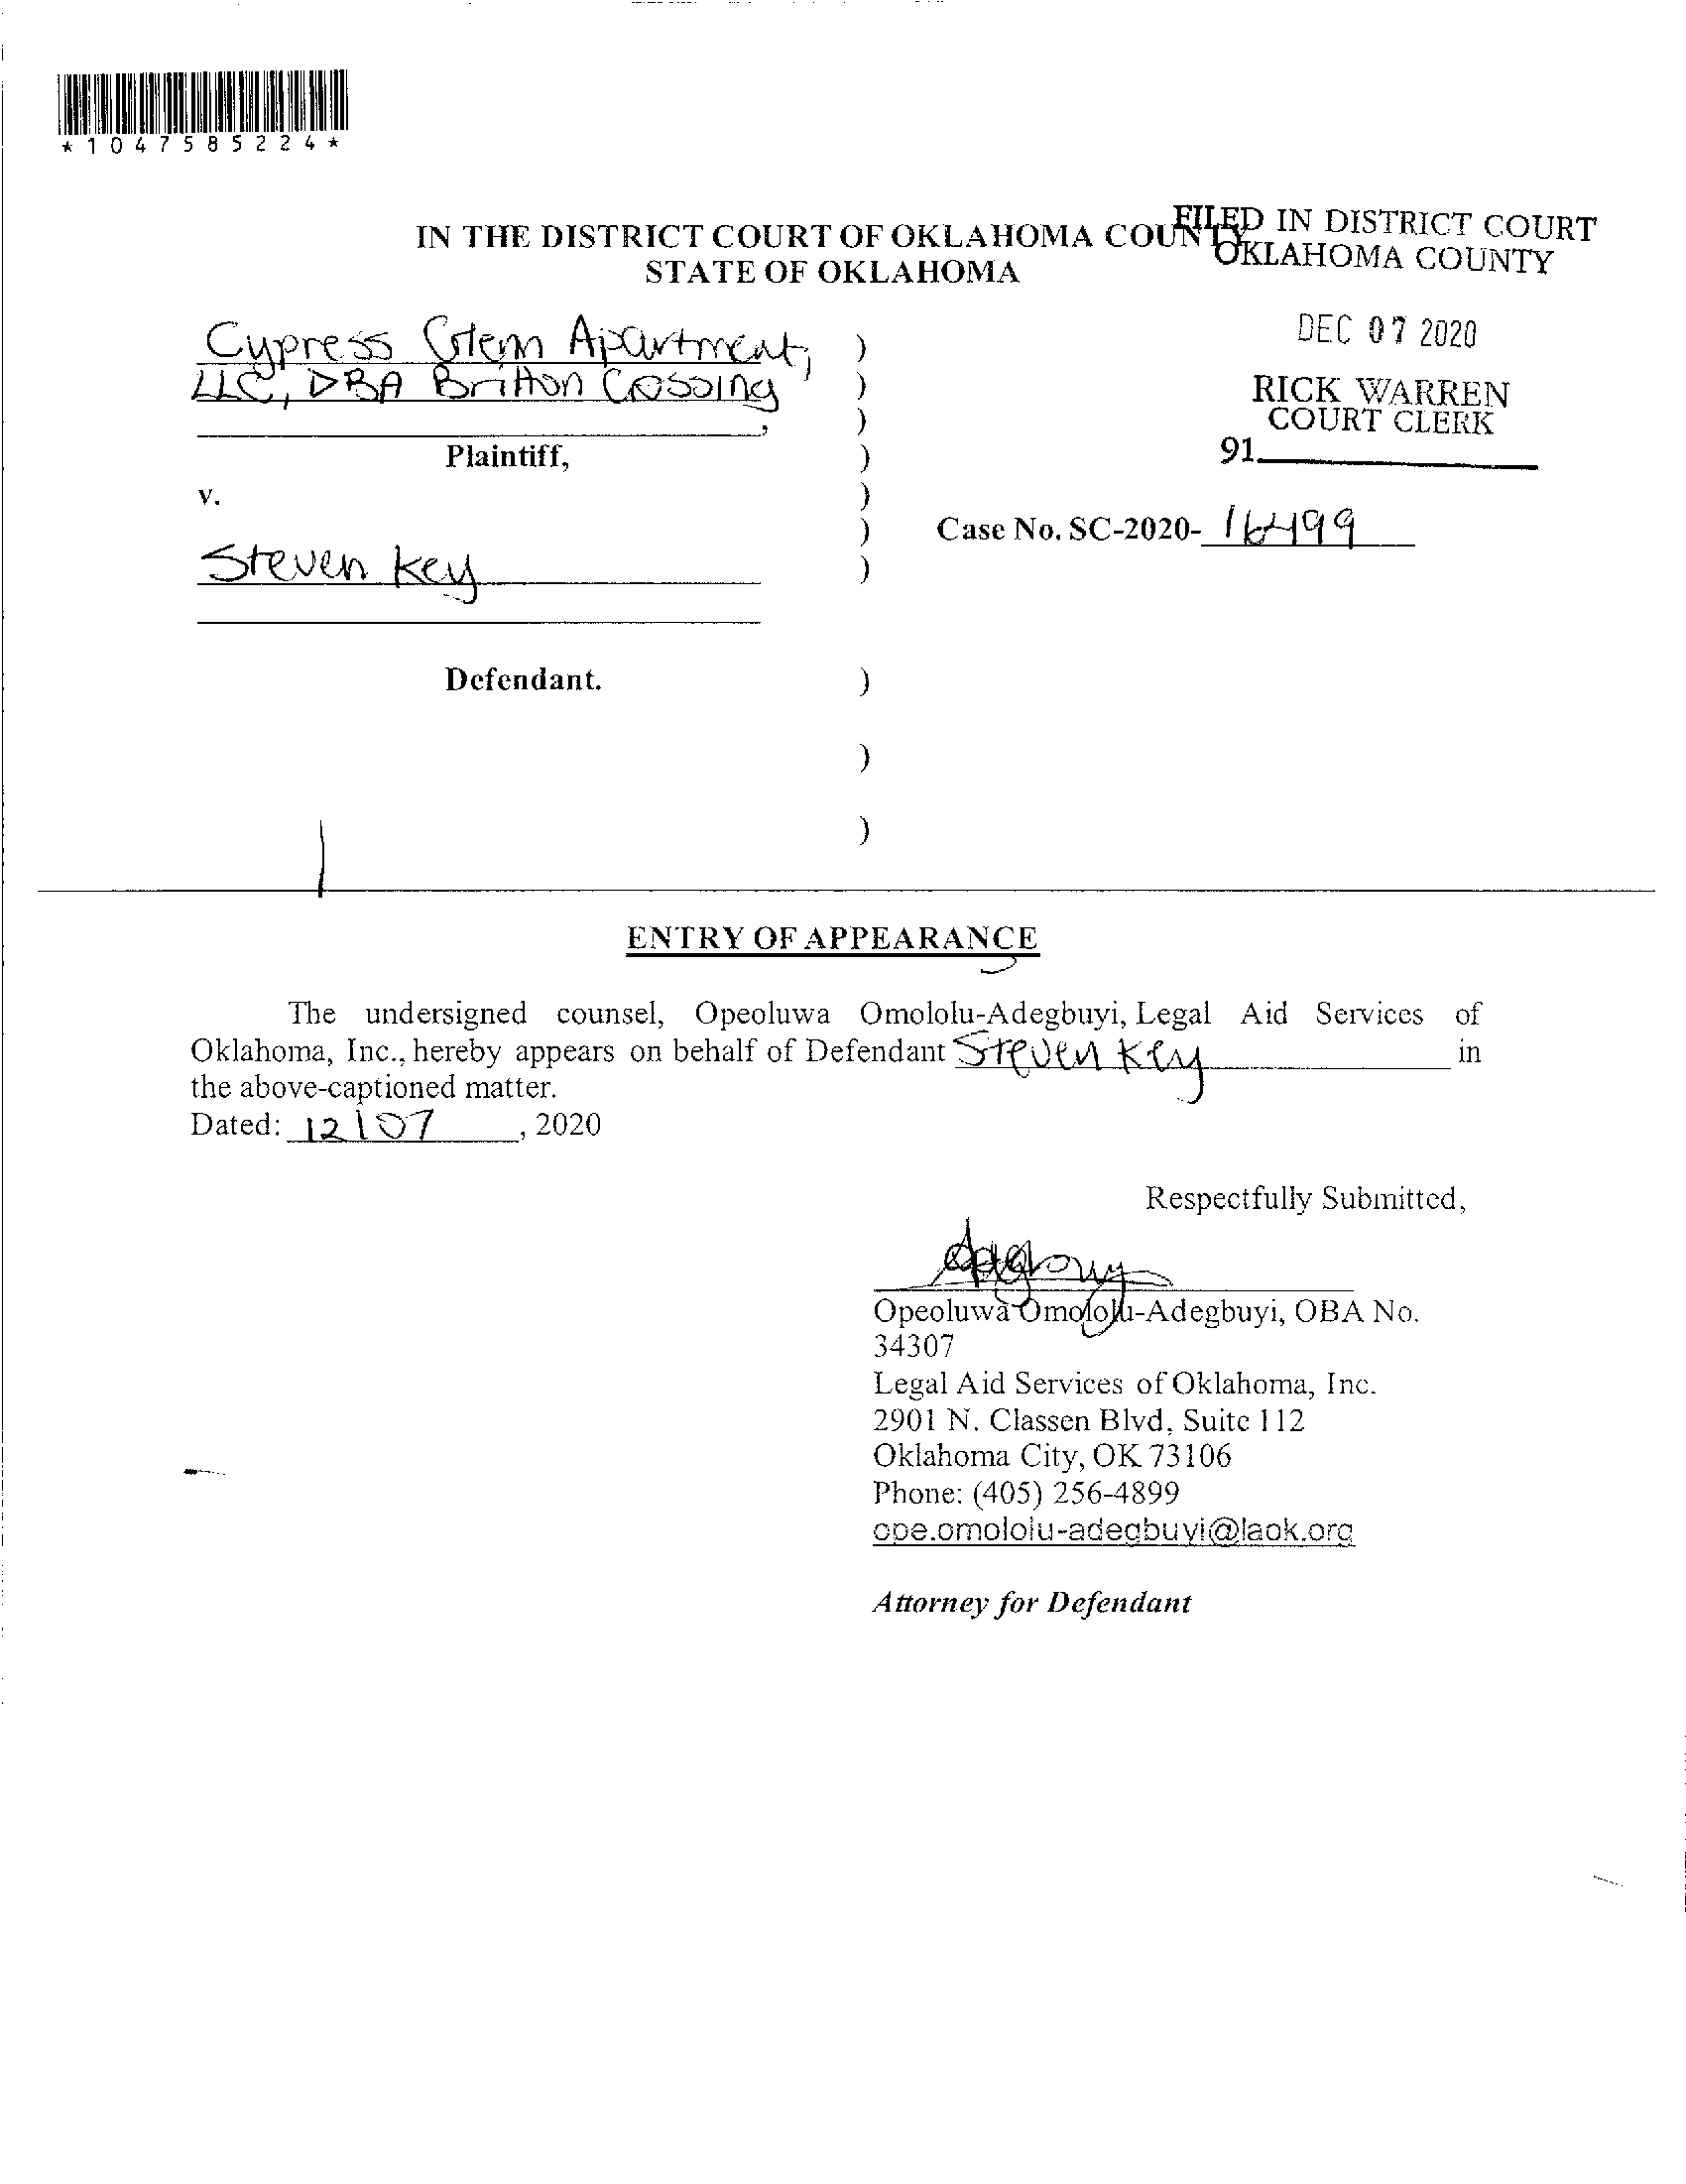 *1047585224*
IN THE DISTRICT COURT OF OKLAHOMA COUNTY
STATE OF OKLAHOMA
FILED IN DISTRICT COURT
OKLAHOMA COUNTY
DEC 07 2020
RICK WARREN
COURT CLERK
91
Cypress Glenn Apartment,
LLC, DBA Britton Crossing
,
Plaintiff,
v.
Case No. SC-2020- 16499
Steven Key
Defendant.
)
)
)
)
)
)
)
)
)
)
ENTRY OF APPEARANCE
The undersigned counsel, Opeoluwa Omololu-Adegbuyi, Legal Aid Services of
Oklahoma, Inc., hereby appears on behalf of Defendant Steven Key in
the above-captioned matter.
Dated: 12\07, 2020
Respectfully Submitted,
Opeoluwa Omololu-Adegbuyi, OBA No.
34307
Legal Aid Services of Oklahoma, Inc.
2901 N. Classen Blvd, Suite 112
Oklahoma City, OK 73106
Phone: (405) 256-4899
ope.omololu-adegbuyi@laok.org
Attorney for Defendant